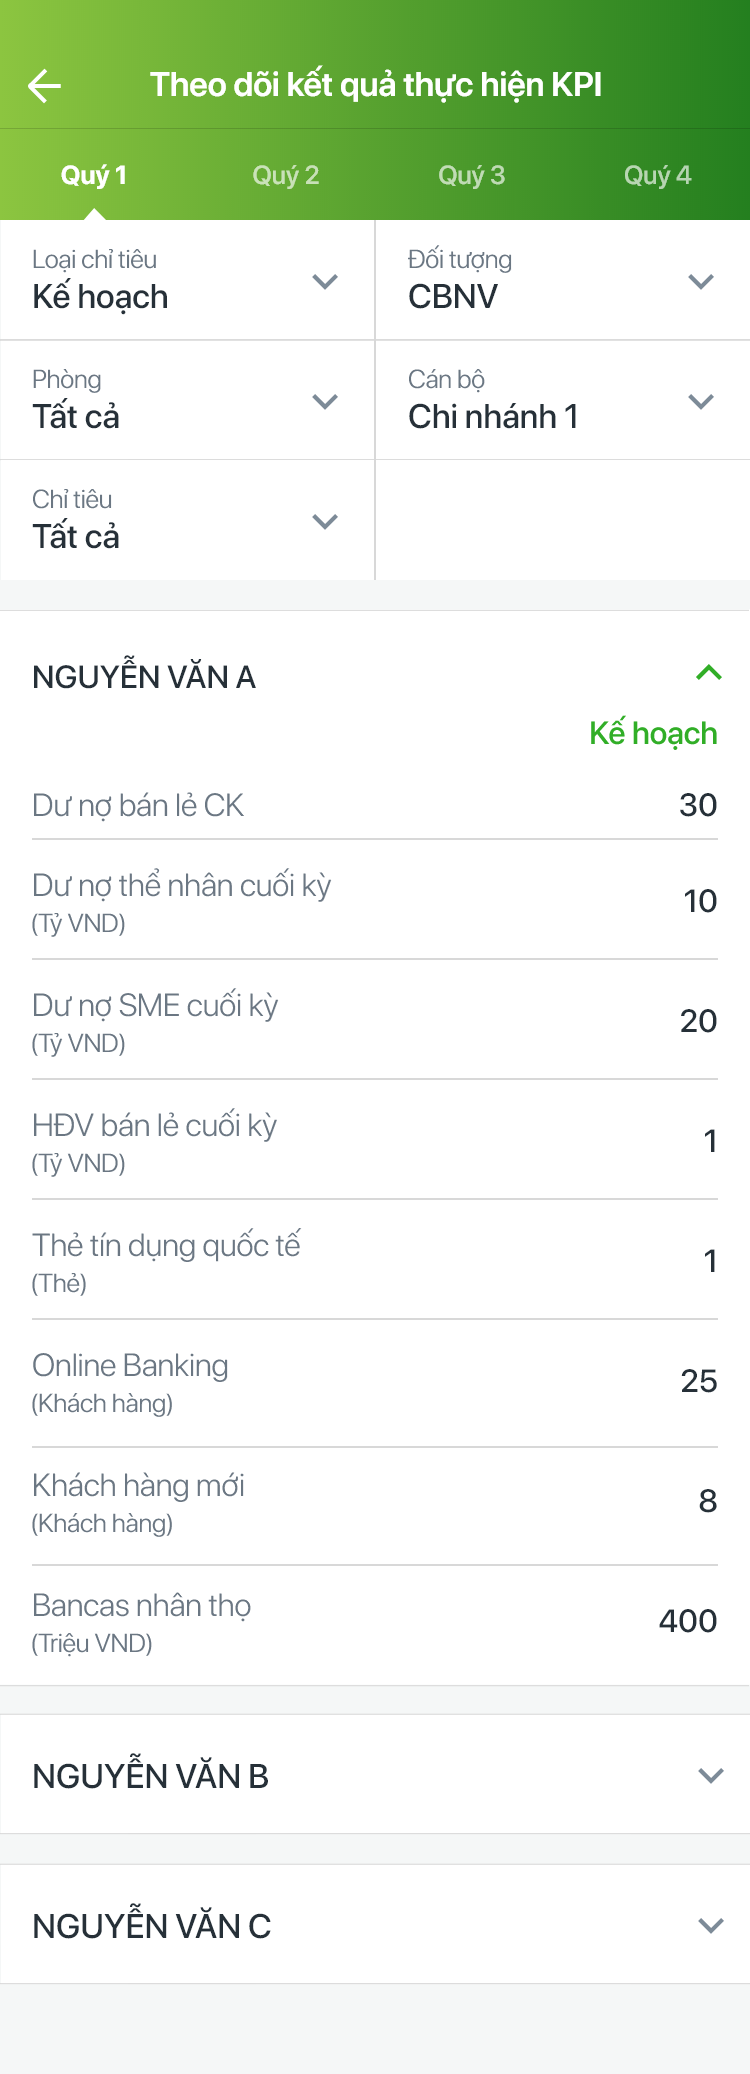 Theo dõi kết quả thực hiện KPI
Quý 1 Quý 2 Quý 3 Quý 4
Loại chỉ tiêu
Kế hoạch
Đối tượng
CBNV
Phòng
Tất cả
Cán bộ
Chi nhánh 1
Chỉ tiêu
Tất cả
NGUYỄN VĂN A
Kế hoạch
Dư nợ bán lẻ CK 30
Dư nợ thể nhân cuối kỳ
(Tỷ VND)
10
Dư nợ SME cuối kỳ
(Tỷ VND)
20
HĐV bán lẻ cuối kỳ
(Tỷ VND)
1
Thẻ tín dụng quốc tế
(Thẻ)
1
Online Banking
(Khách hàng)
25
Khách hàng mới
(Khách hàng)
8
Bancas nhân thọ
(Triệu VND)
400
NGUYỄN VĂN B
NGUYỄN VĂN C